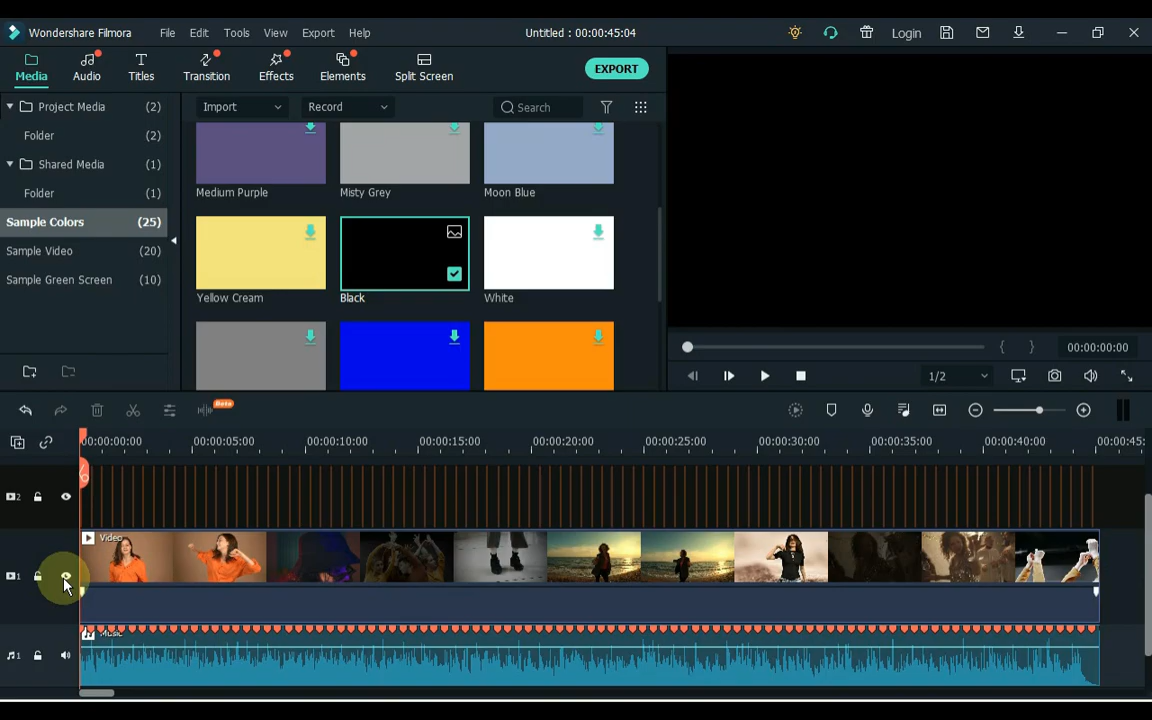 Wondershare Filmora File Edit Tools View Export Help Untitled : 00:00:45:04 Login
Media Audio Titles Transition Effects Elements Split Screen EXPORT
Project Media (2)
Folder (2)
Shared Media (1)
Folder (1)
Sample Colors (25)
Sample Video (20)
Sample Green Screen (10)
Import Record Search
Medium Purple Misty Grey Moon Blue
Yellow Cream Black White
{ } 00:00:00:00
1/2
Beta
00:00:00:00 00:00:05:00 00:00:10:00 00:00:15:00 00:00:20:00 00:00:25:00 00:00:30:00 00:00:35:00 00:00:40:00 00:00:45:
2
Video
1
Music
1